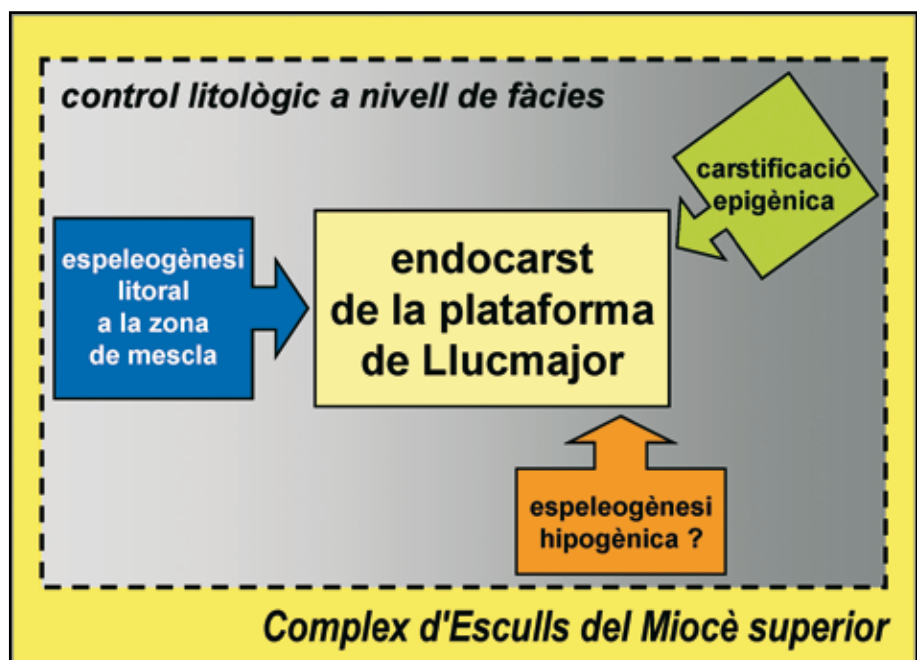 control litològic a nivell de fàcies
carstificació
epigènica
espeleogènesi
litoral
a la zona
de mescla
endocarst
de la plataforma
de Llucmajor
espeleogènesi
hipogènica ?
Complex d'Esculls del Miocè superior